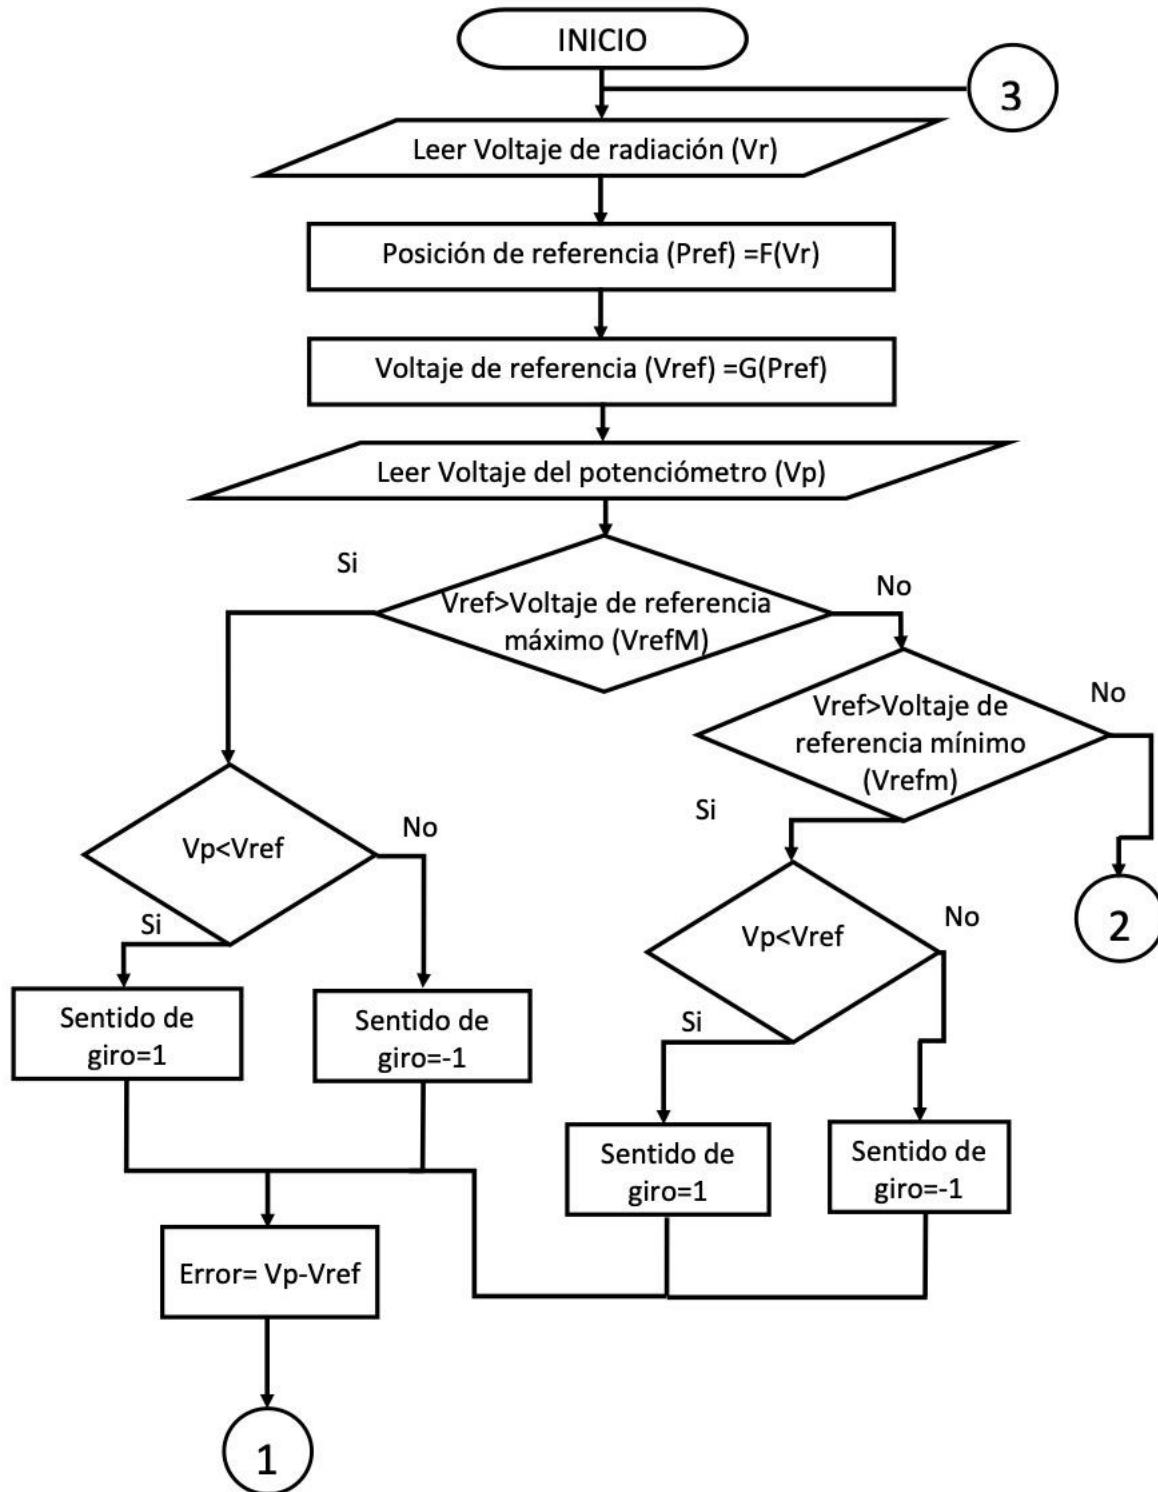 INICIO
3
Leer Voltaje de radiación (Vr)
Posición de referencia (Pref) =F(Vr)
Voltaje de referencia (Vref) =G(Pref)
Leer Voltaje del potenciómetro (Vp)
Si
No
Vref>Voltaje de referencia
máximo (VrefM)
No
Vref>Voltaje de
referencia mínimo
(Vrefm)
Si
No
Vp<Vref
Si
2
No
Vp<Vref
Si
Sentido de
giro=1
Sentido de
giro=-1
Sentido de
giro=1
Sentido de
giro=-1
Error= Vp-Vref
1